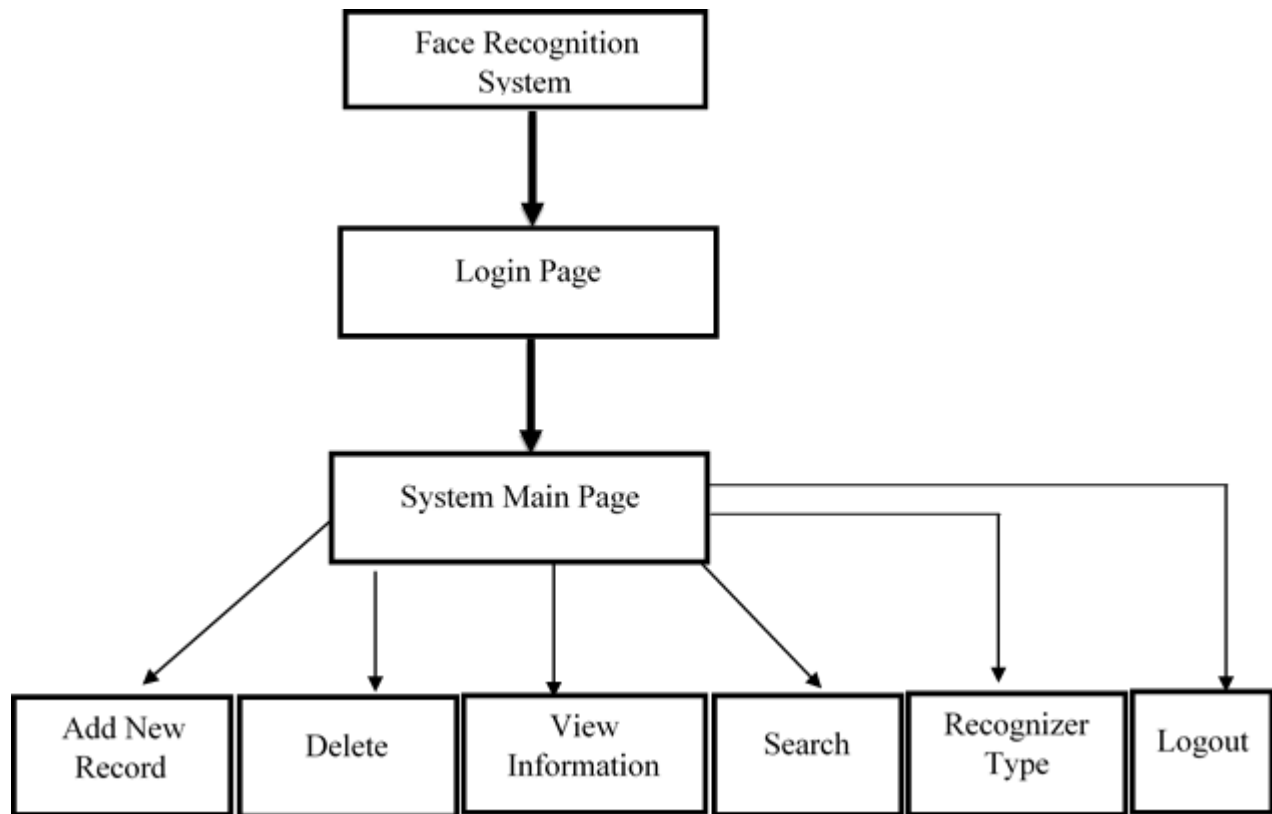 Face Recognition
System
Login Page
System Main Page
Add New
Record
Delete
View
Information
Search
Recognizer
Type
Logout